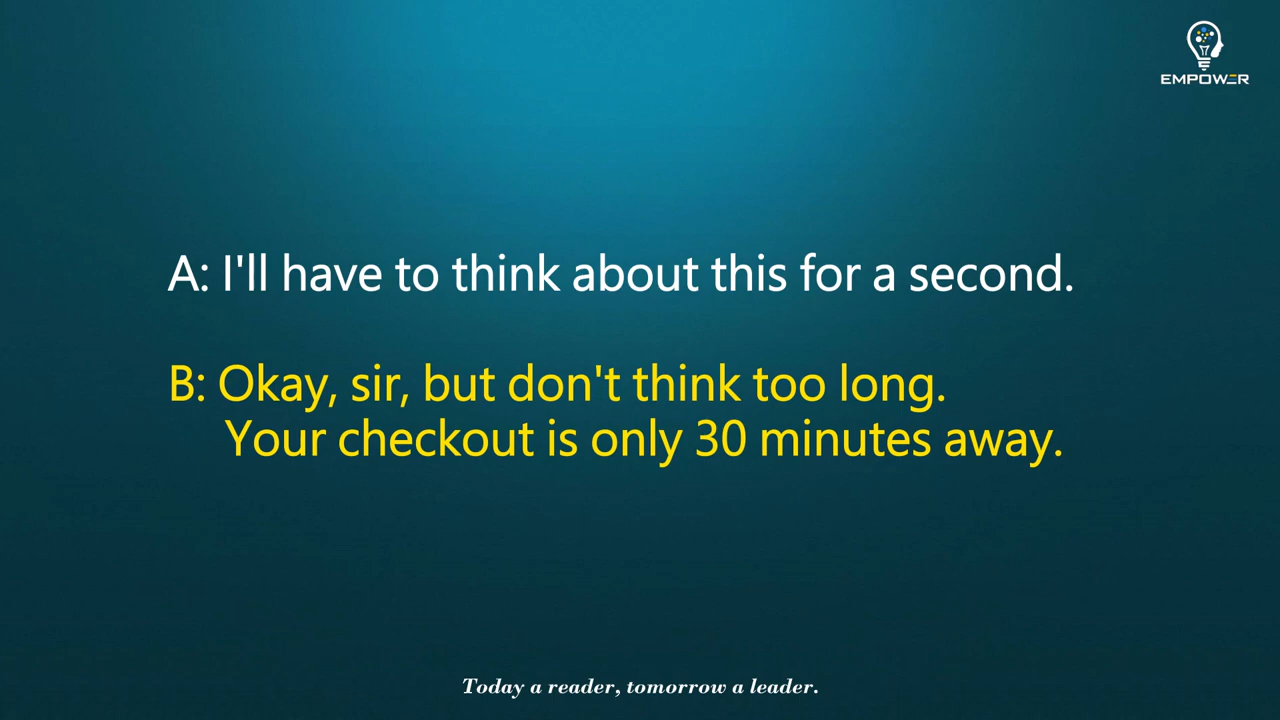 EMPOWER
A: I'll have to think about this for a second.
B: Okay, sir, but don't think too long.
Your checkout is only 30 minutes away.
Today a reader, tomorrow a leader.